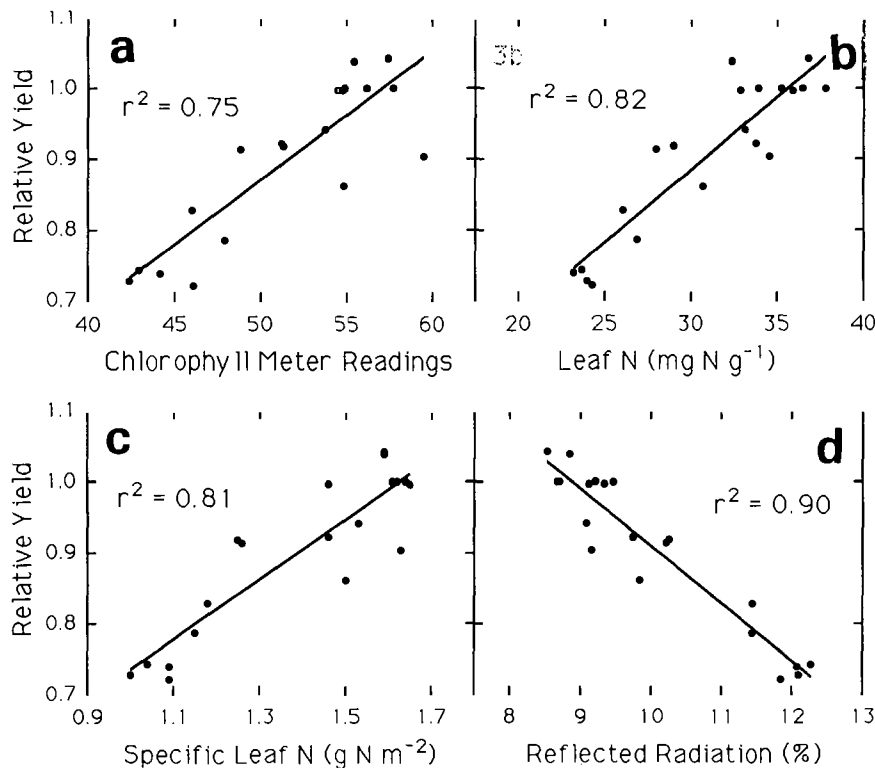 a
r² = 0.75
1.1
1.0
0.9
0.8
0.7
Relative Yield
40 45 50 55 60
Chlorophyll Meter Readings
3b
b
r² = 0.82
20 25 30 35 40
Leaf N (mg N g⁻¹)
c
r² = 0.81
1.1
1.0
0.9
0.8
0.7
Relative Yield
0.9 1.1 1.3 1.5 1.7
Specific Leaf N (g N m⁻²)
d
r² = 0.90
8 9 10 11 12 13
Reflected Radiation (%)